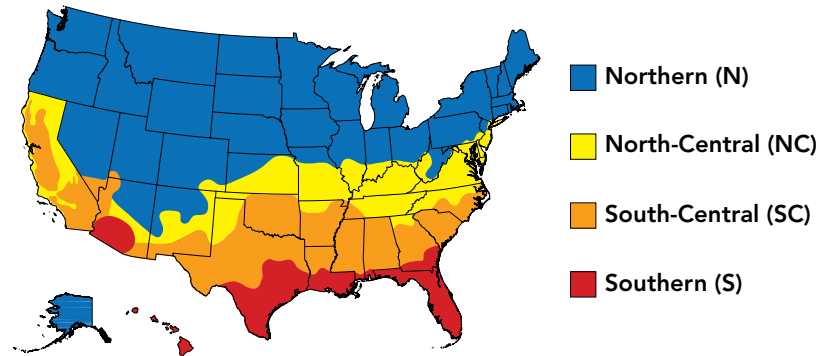 Northern (N)
North-Central (NC)
South-Central (SC)
Southern (S)